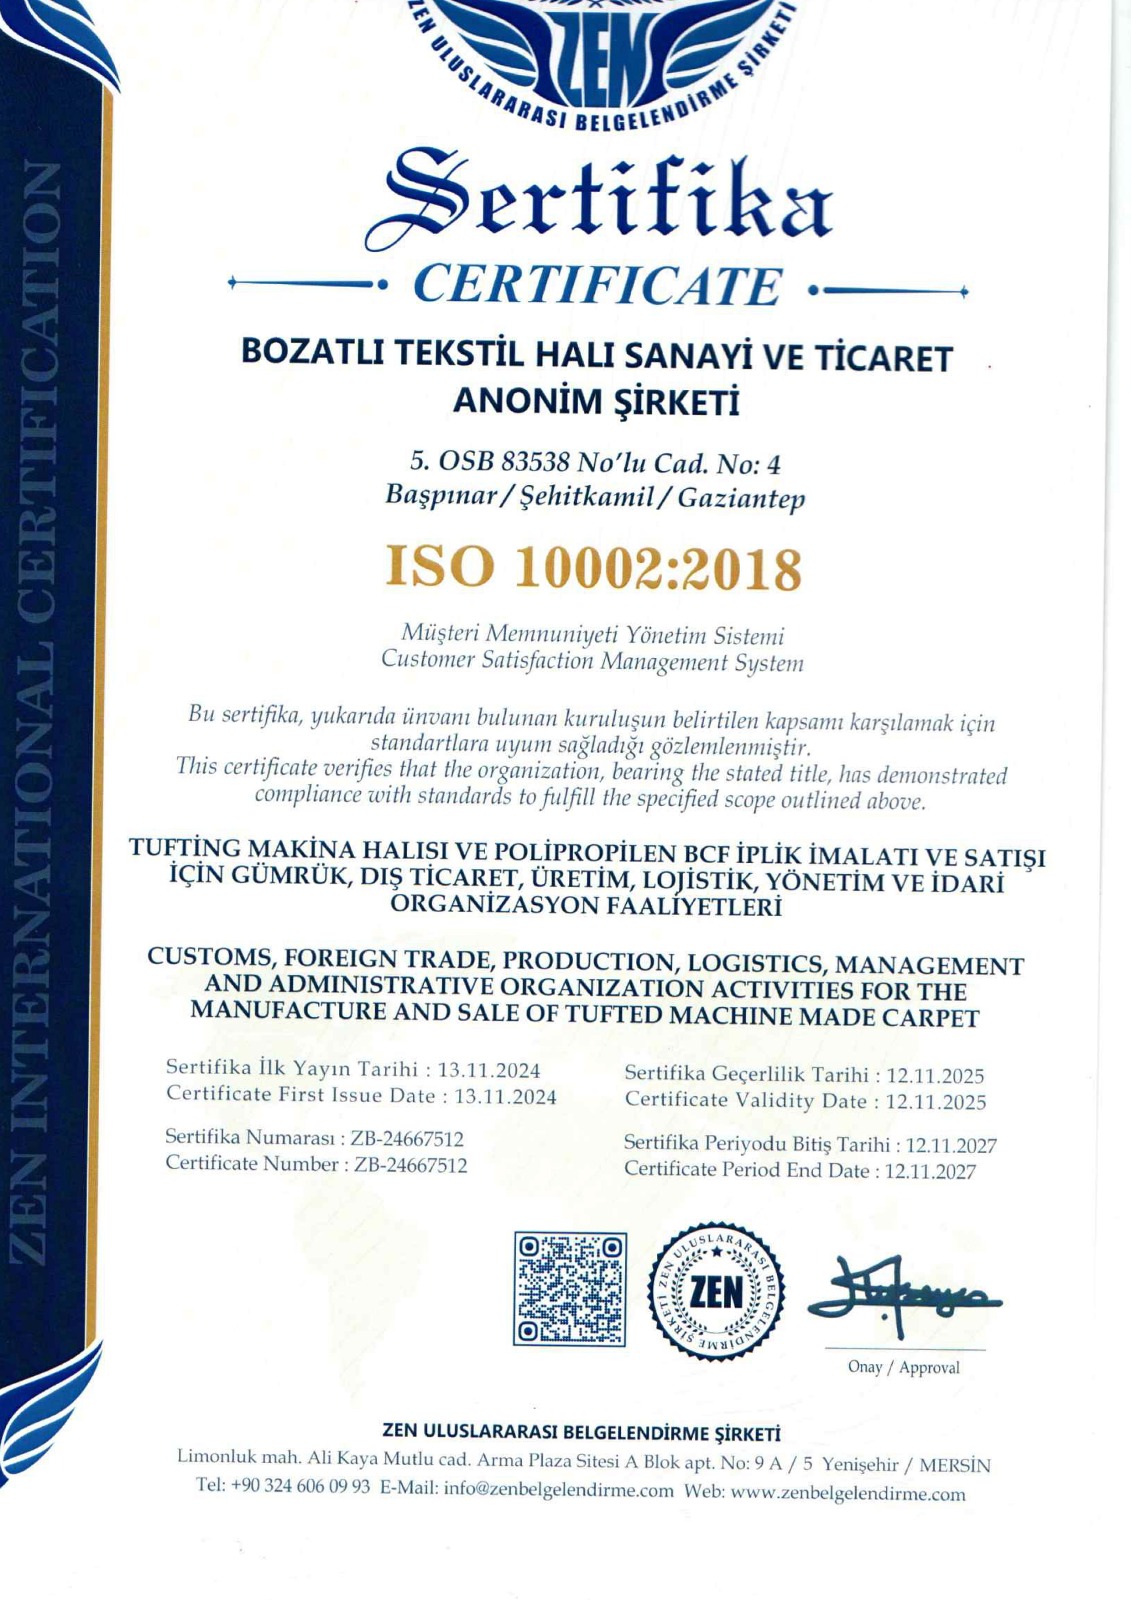 ZEN ULUSLARARASI BELGELENDİRME ŞİRKETİ
ZEN
Sertifika
CERTIFICATE
BOZATLI TEKSTİL HALI SANAYİ VE TİCARET
ANONİM ŞİRKETİ
5. OSB 83538 No'lu Cad. No: 4
Başpınar / Şehitkamil / Gaziantep
ISO 10002:2018
Müşteri Memnuniyeti Yönetim Sistemi
Customer Satisfaction Management System
Bu sertifika, yukarıda ünvanı bulunan kuruluşun belirtilen kapsamı karşılamak için
standartlara uyum sağladığı gözlemlenmiştir.
This certificate verifies that the organization, bearing the stated title, has demonstrated
compliance with standards to fulfill the specified scope outlined above.
TUFTİNG MAKİNA HALISI VE POLİPROPİLEN BCF İPLİK İMALATI VE SATIŞI
İÇİN GÜMRÜK, DIŞ TİCARET, ÜRETİM, LOJİSTİK, YÖNETİM VE İDARİ
ORGANİZASYON FAALİYETLERİ
CUSTOMS, FOREIGN TRADE, PRODUCTION, LOGISTICS, MANAGEMENT
AND ADMINISTRATIVE ORGANIZATION ACTIVITIES FOR THE
MANUFACTURE AND SALE OF TUFTED MACHINE MADE CARPET
Sertifika İlk Yayın Tarihi : 13.11.2024
Certificate First Issue Date : 13.11.2024
Sertifika Geçerlilik Tarihi : 12.11.2025
Certificate Validity Date : 12.11.2025
Sertifika Numarası : ZB-24667512
Certificate Number : ZB-24667512
Sertifika Periyodu Bitiş Tarihi : 12.11.2027
Certificate Period End Date : 12.11.2027
ZEN ULUSLARARASI BELGELENDİRME ŞİRKETİ
ZEN
Onay / Approval
ZEN ULUSLARARASI BELGELENDİRME ŞİRKETİ
Limonluk mah. Ali Kaya Mutlu cad. Arma Plaza Sitesi A Blok apt. No: 9 A / 5 Yenişehir / MERSİN
Tel: +90 324 606 09 93 E-Mail: info@zenbelgelendirme.com Web: www.zenbelgelendirme.com
ZEN INTERNATIONAL CERTIFICATION